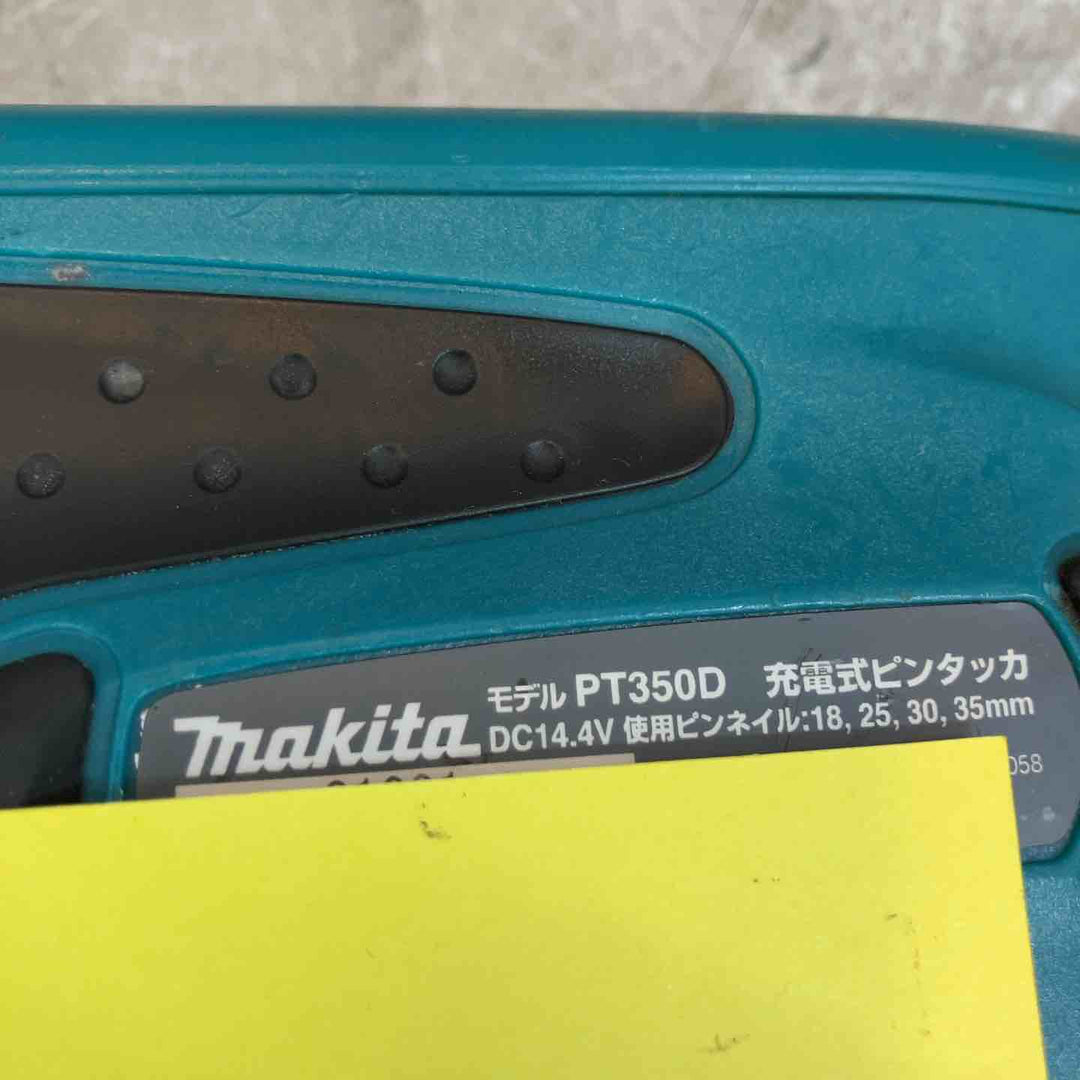 makita
モデル PT350D 充電式ピンタッカ
DC14.4V 使用ピンネイル:18, 25, 30, 35mm
058